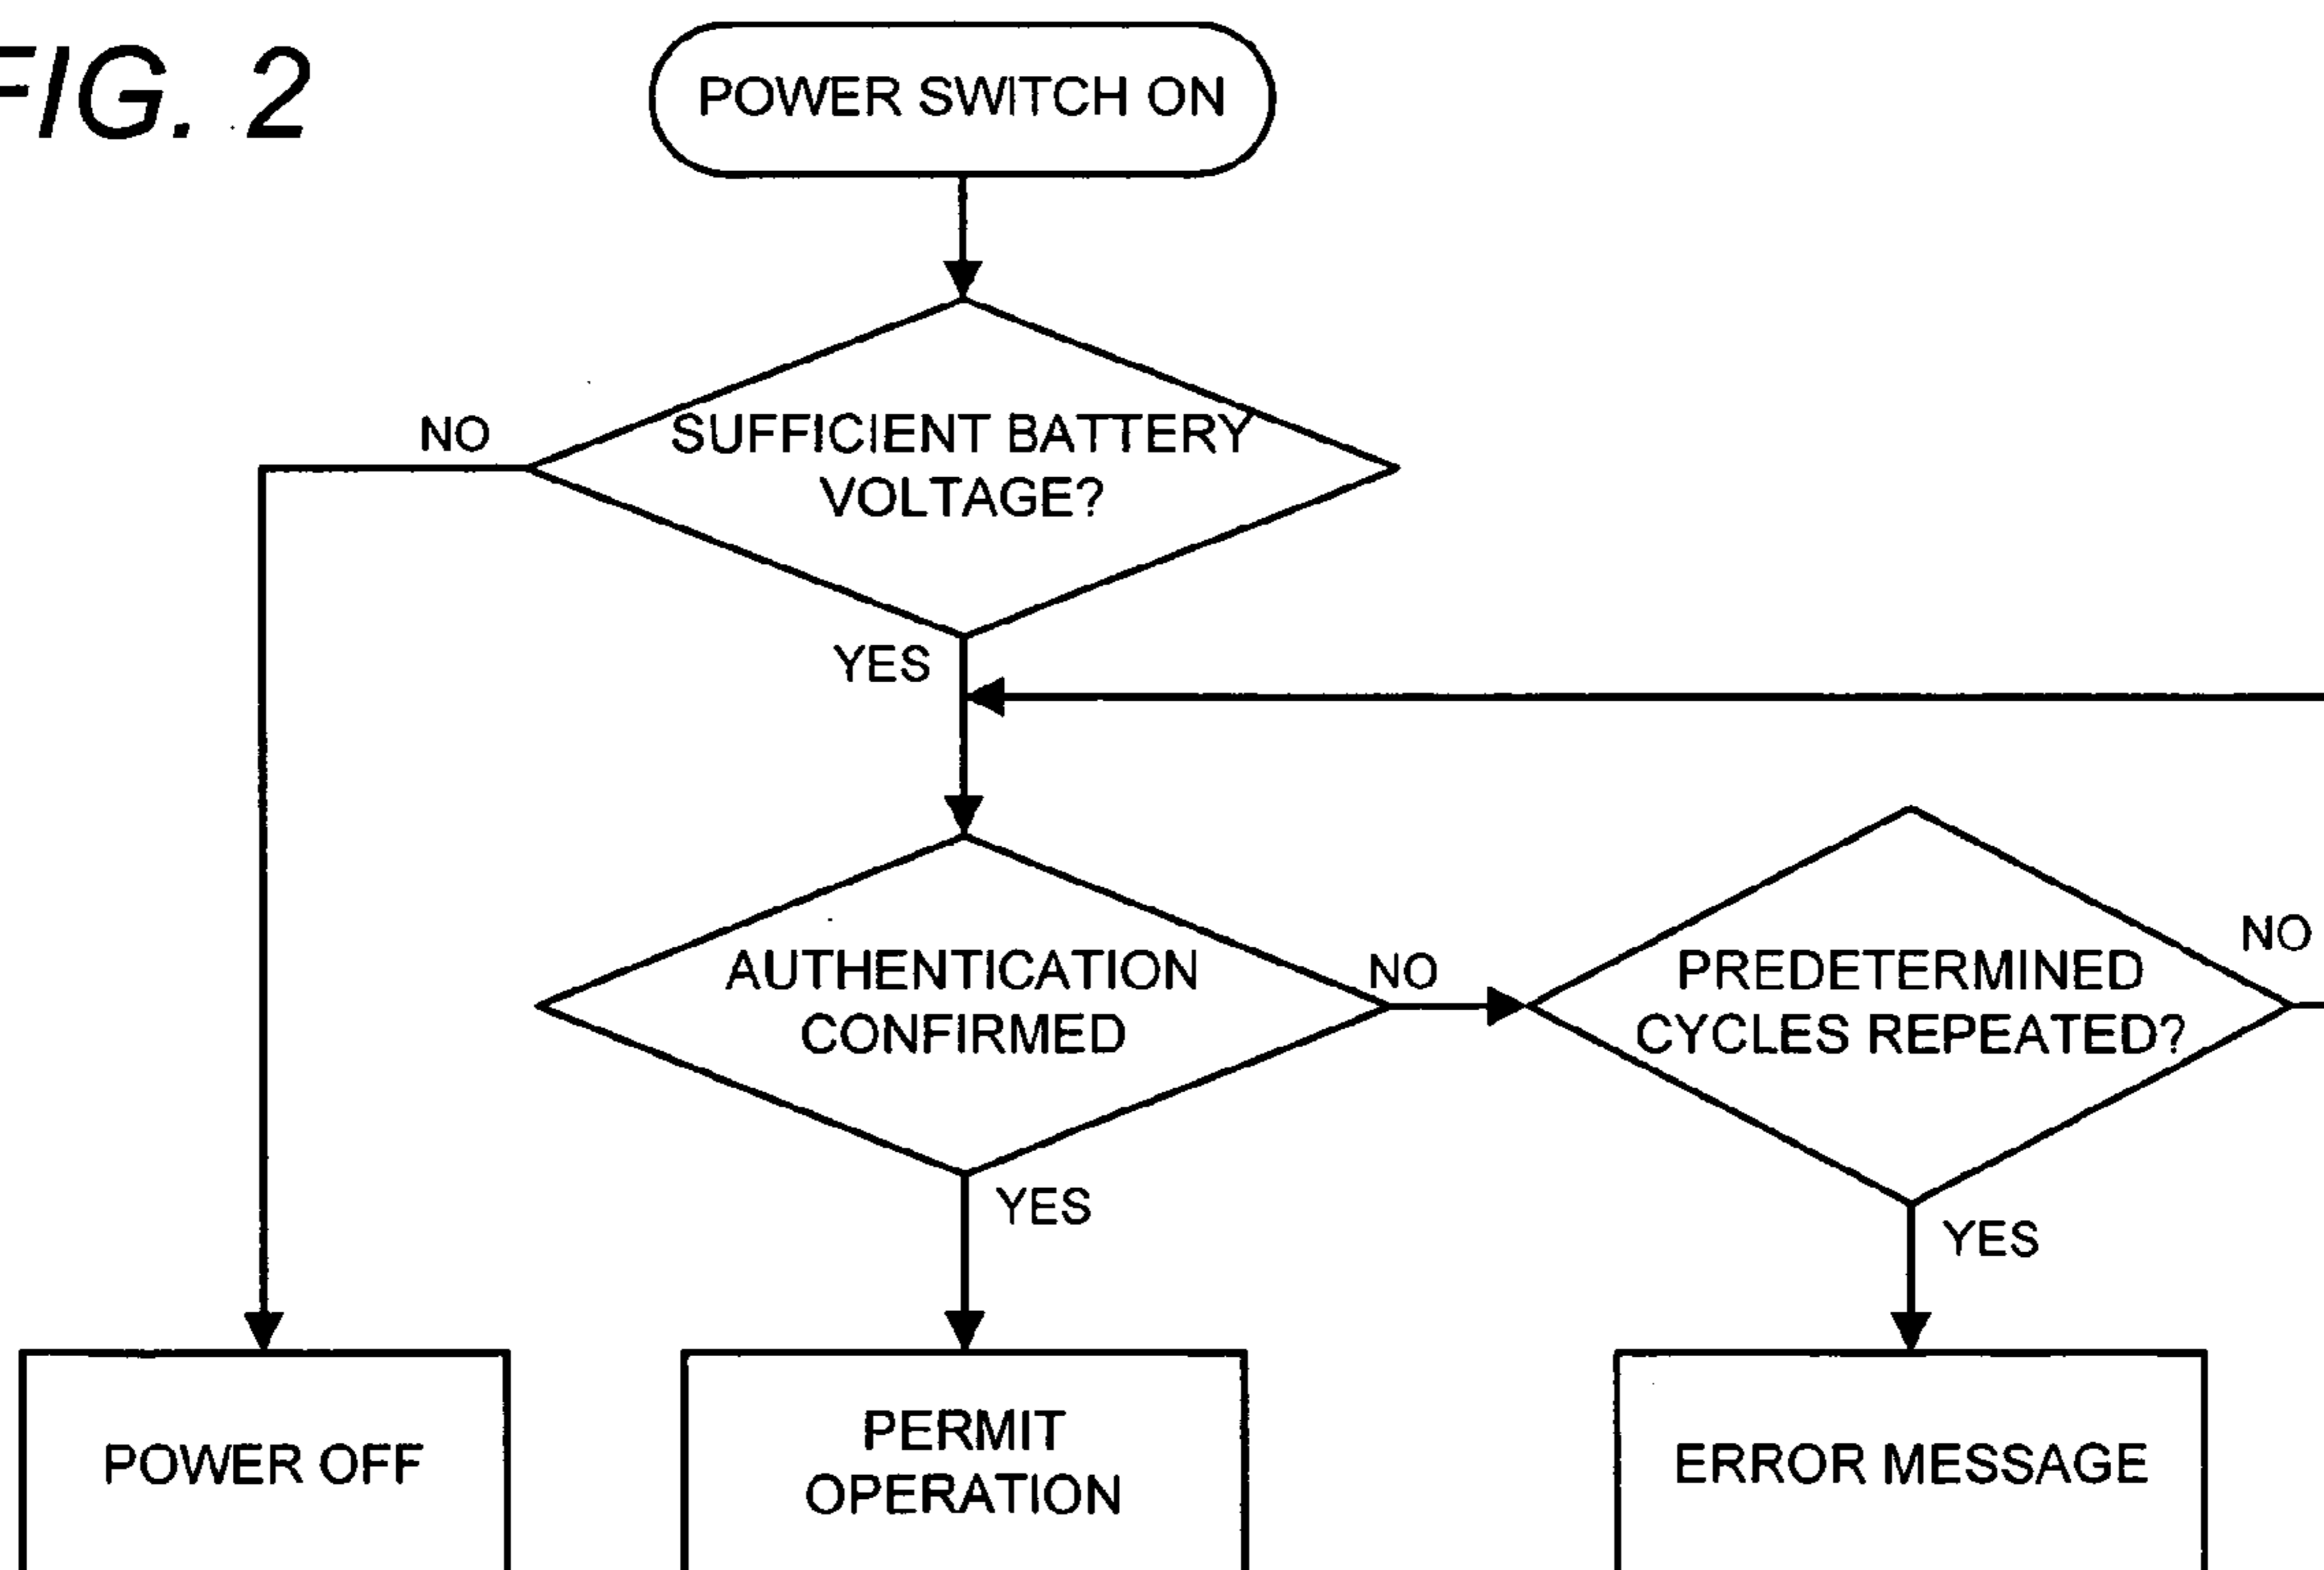 FIG. 2
POWER SWITCH ON
NO
SUFFICIENT BATTERY
VOLTAGE?
YES
AUTHENTICATION
CONFIRMED
NO
PREDETERMINED
CYCLES REPEATED?
NO
YES
YES
POWER OFF
PERMIT
OPERATION
ERROR MESSAGE